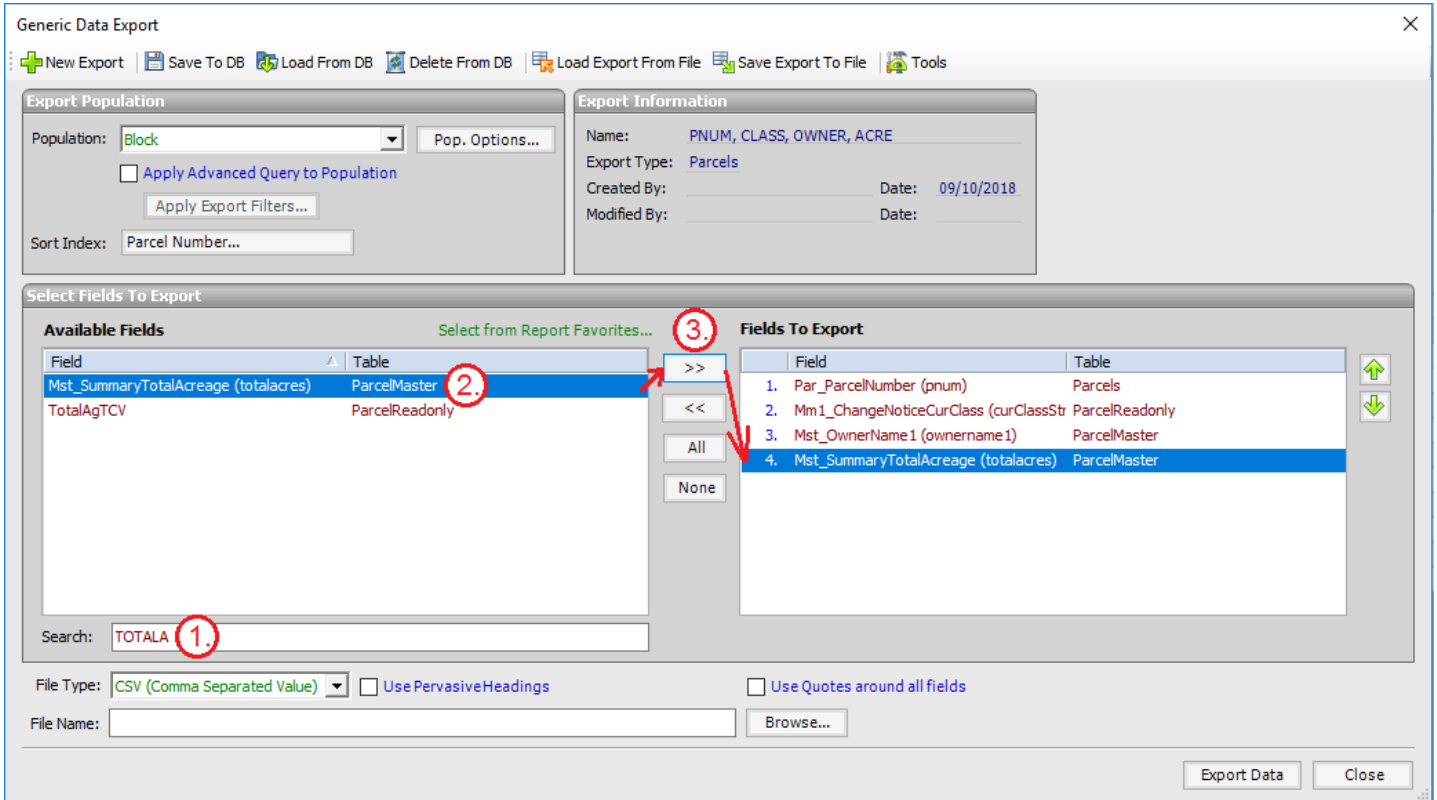 Generic Data Export
New Export Save To DB Load From DB Delete From DB Load Export From File Save Export To File Tools
Export Population
Population: Block Pop. Options...
Apply Advanced Query to Population
Apply Export Filters...
Sort Index: Parcel Number...
Export Information
Name: PNUM, CLASS, OWNER, ACRE
Export Type: Parcels
Created By: Date: 09/10/2018
Modified By: Date:
Select Fields To Export
Available Fields Select from Report Favorites...
Field Table
Mst_SummaryTotalAcreage (totalacres) ParcelMaster 2.
TotalAgTCV ParcelReadonly
Search: TOTALA 1.
3.
>>
<<
All
None
Fields To Export
Field Table
1. Par_ParcelNumber (pnum) Parcels
2. Mm1_ChangeNoticeCurClass (curClassStr ParcelReadonly
3. Mst_OwnerName1 (ownername1) ParcelMaster
4. Mst_SummaryTotalAcreage (totalacres) ParcelMaster
File Type: CSV (Comma Separated Value) Use PervasiveHeadings Use Quotes around all fields
File Name: Browse...
Export Data Close